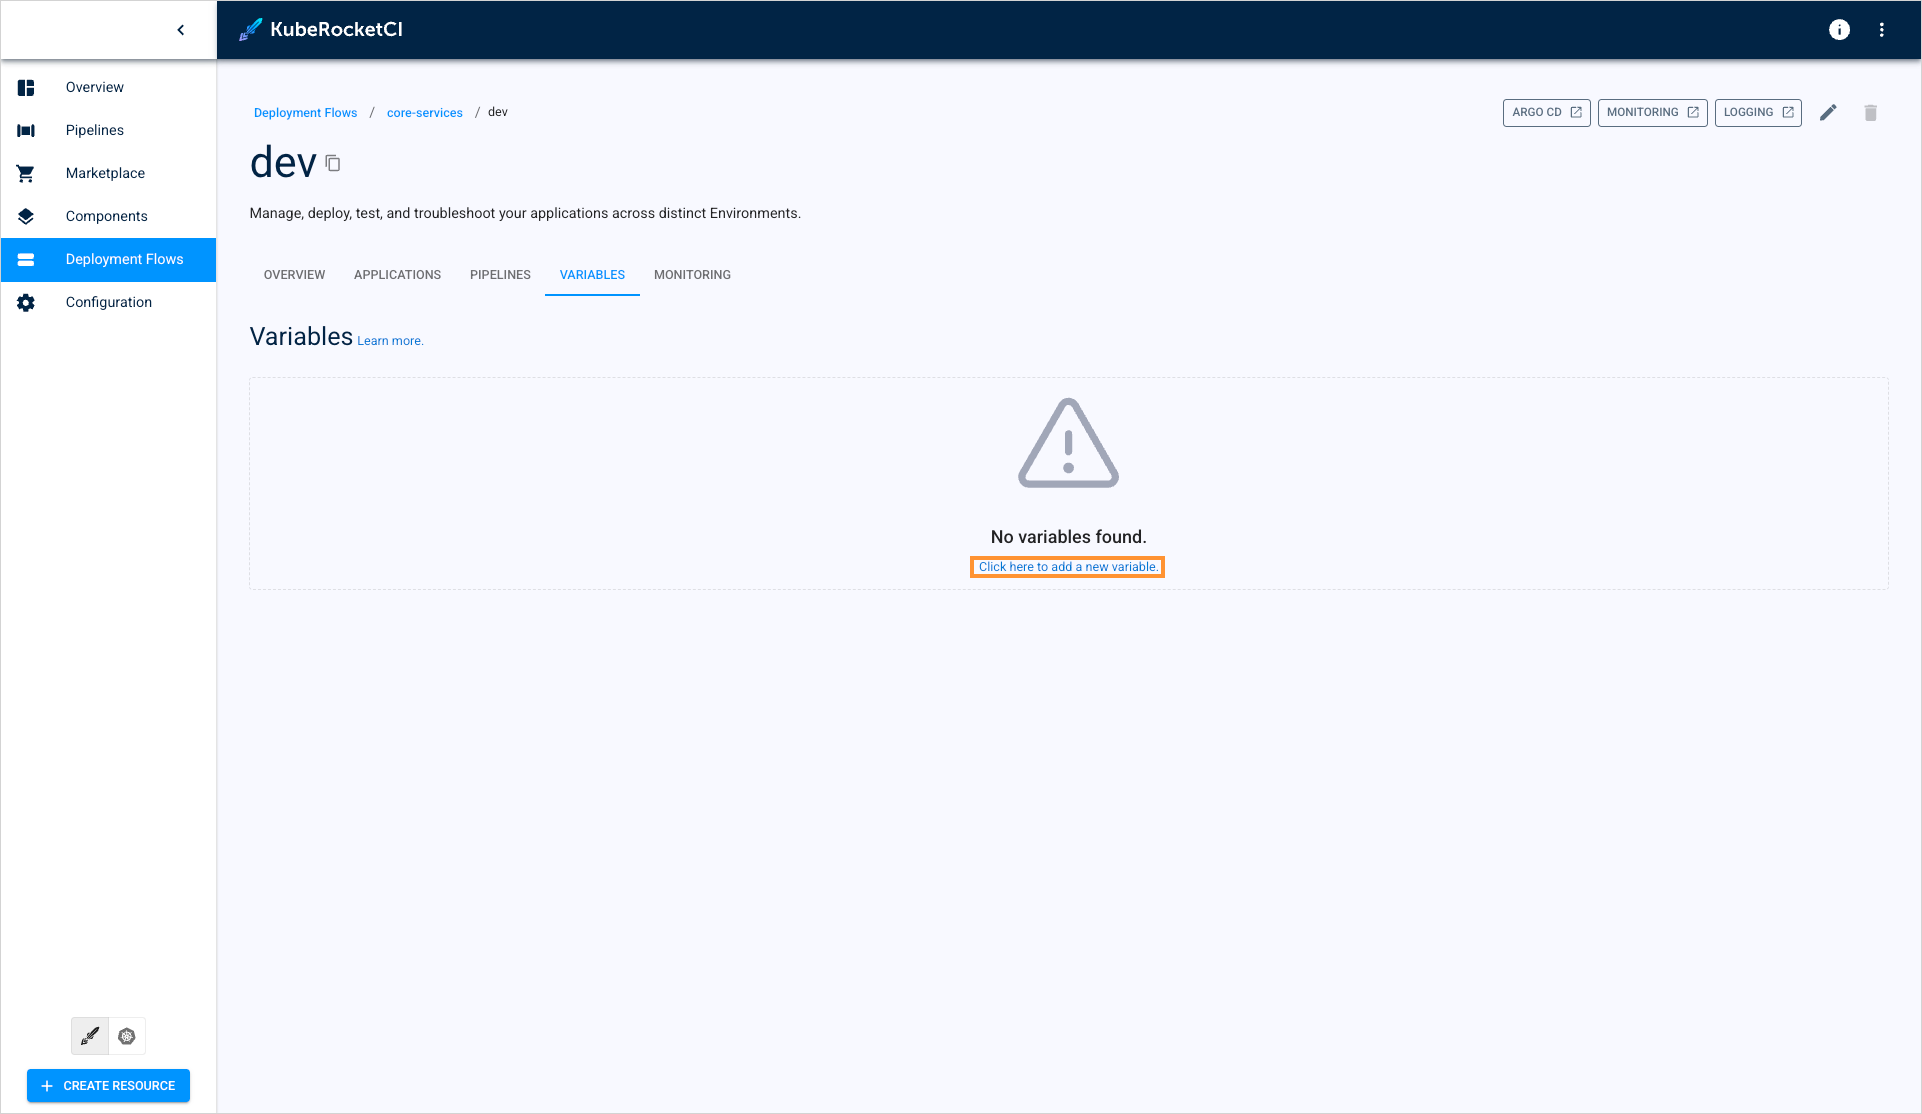 KubeRocketCI
Overview
Pipelines
Marketplace
Components
Deployment Flows
Configuration
Deployment Flows / core-services / dev
ARGO CD
MONITORING
LOGGING
dev
Manage, deploy, test, and troubleshoot your applications across distinct Environments.
OVERVIEW
APPLICATIONS
PIPELINES
VARIABLES
MONITORING
Variables Learn more.
No variables found.
Click here to add a new variable.
CREATE RESOURCE